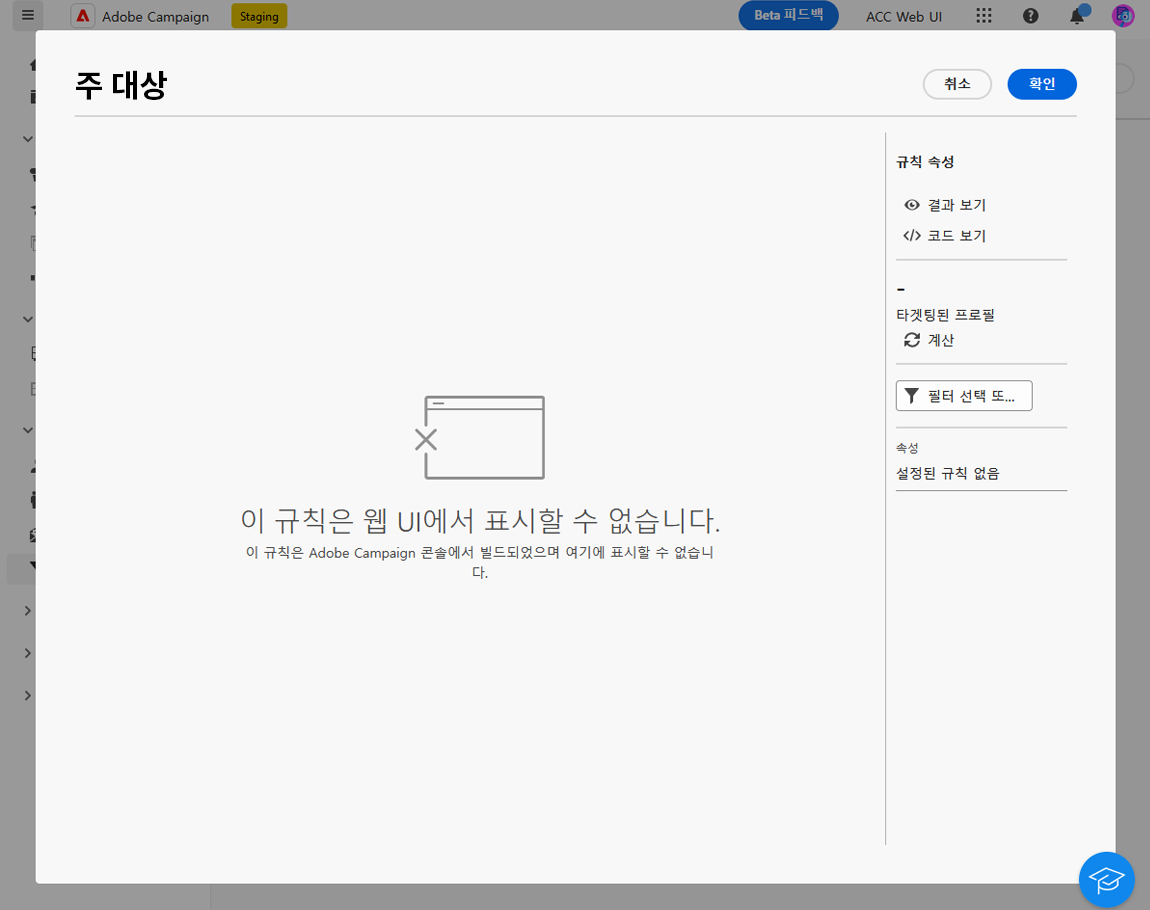 Adobe Campaign
Staging
Beta 피드백
ACC Web UI
주 대상
취소
확인
규칙 속성
결과 보기
코드 보기
–
타겟팅된 프로필
계산
필터 선택 또...
속성
설정된 규칙 없음
이 규칙은 웹 UI에서 표시할 수 없습니다.
이 규칙은 Adobe Campaign 콘솔에서 빌드되었으며 여기에 표시할 수 없습니
다.